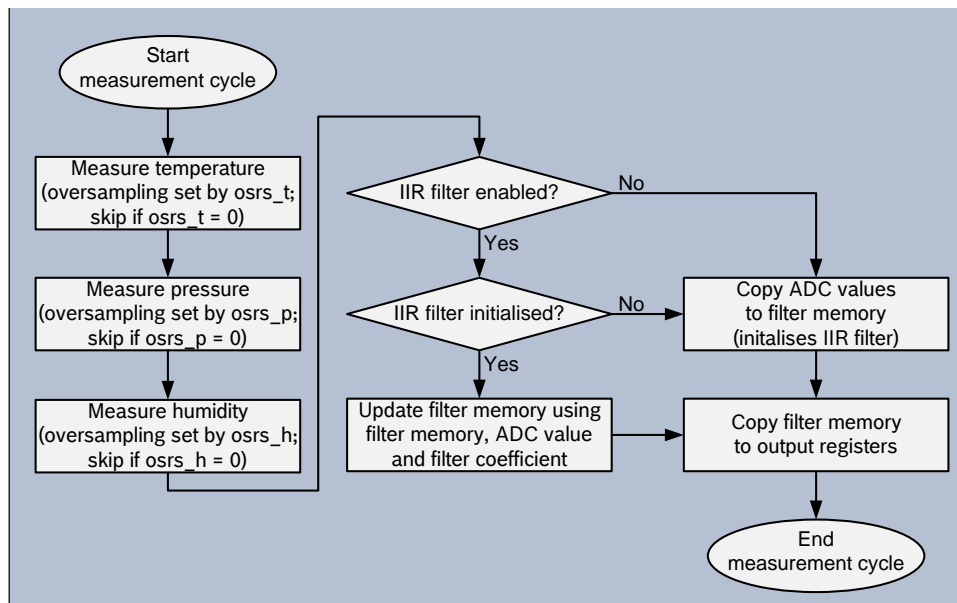 Start
measurement cycle
Measure temperature
(oversampling set by osrs_t;
skip if osrs_t = 0)
Measure pressure
(oversampling set by osrs_p;
skip if osrs_p = 0)
Measure humidity
(oversampling set by osrs_h;
skip if osrs_h = 0)
IIR filter enabled?
No
Yes
IIR filter initialised?
No
Yes
Update filter memory using
filter memory, ADC value
and filter coefficient
Copy ADC values
to filter memory
(initalises IIR filter)
Copy filter memory
to output registers
End
measurement cycle